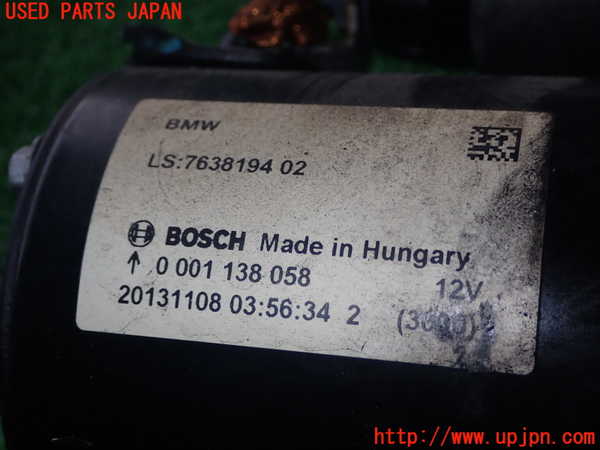 USED PARTS JAPAN
BMW
LS:7638194 02
BOSCH Made in Hungary
↑ 0 001 138 058 12V
20131108 03:56:34 2
UPJ
http://www.upjpn.com/